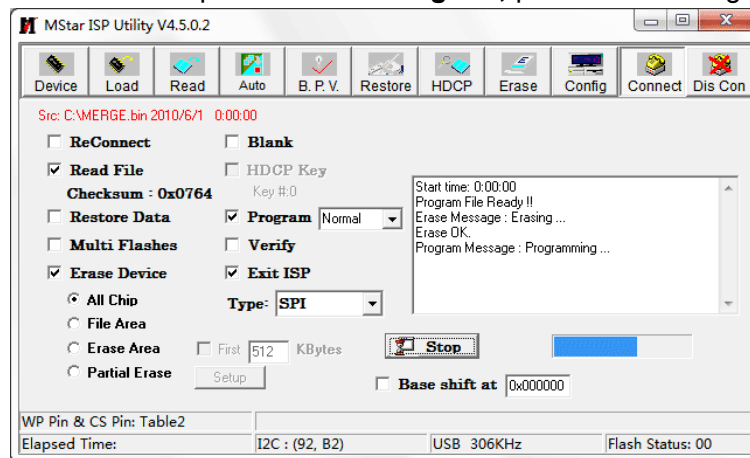 MStar ISP Utility V4.5.0.2
Device Load Read Auto B. P. V. Restore HDCP Erase Config Connect Dis Con
Src: C:\MERGE.bin 2010/6/1 0:00:00
ReConnect Blank
Read File HDCP Key
Checksum : 0x0764 Key #:0
Restore Data Program Normal
Multi Flashes Verify
Erase Device Exit ISP
All Chip Type: SPI
File Area
Erase Area First 512 KBytes
Partial Erase Setup
Start time: 0:00:00
Program File Ready !!
Erase Message : Erasing ...
Erase OK.
Program Message : Programming ...
Stop
Base shift at 0x000000
WP Pin & CS Pin: Table2
Elapsed Time: I2C : (92, B2) USB 306KHz Flash Status: 00